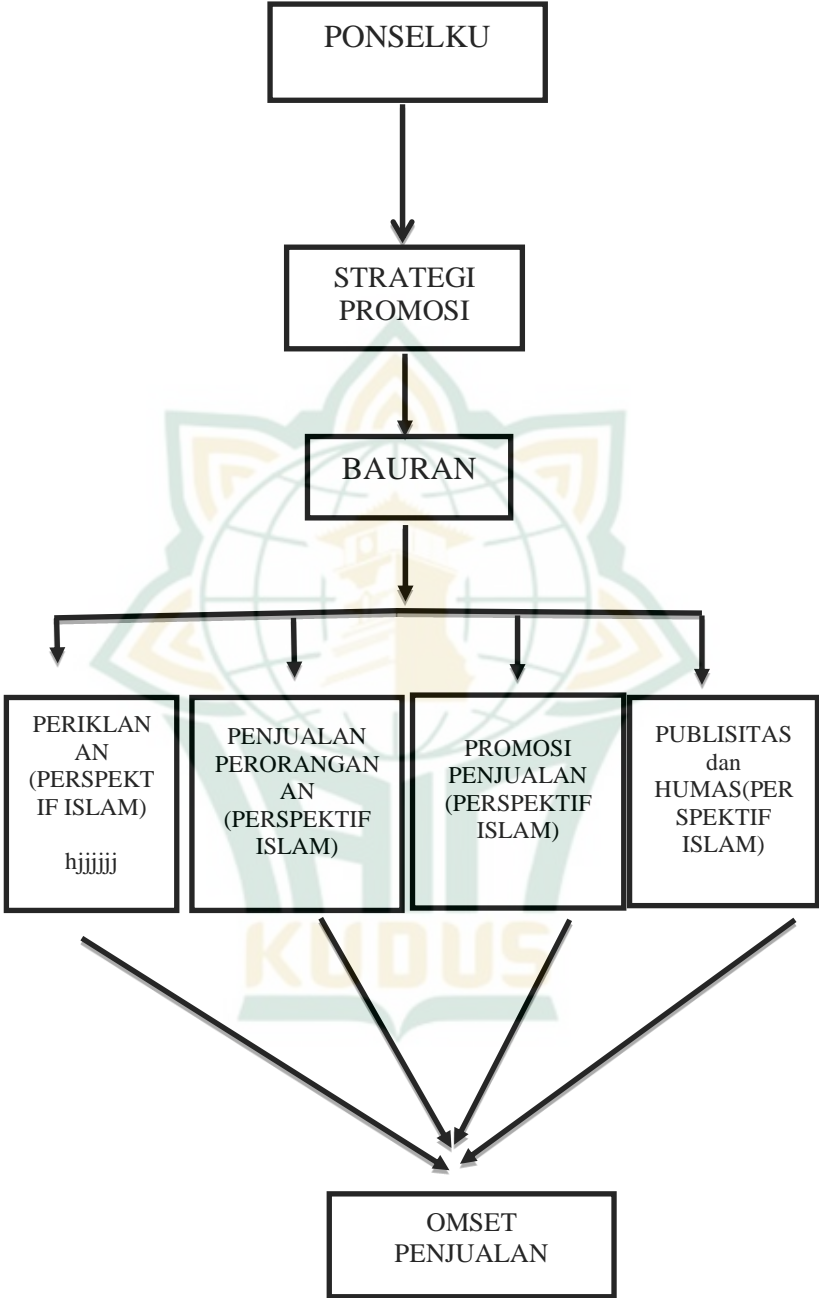 PONSELKU
STRATEGI
PROMOSI
BAURAN
PERIKLAN
AN
(PERSPEKT
IF ISLAM)
hjjjjjj
PENJUALAN
PERORANGAN
AN
(PERSPEKTIF
ISLAM)
PROMOSI
PENJUALAN
(PERSPEKTIF
ISLAM)
PUBLISITAS
dan
HUMAS(PER
SPEKTIF
ISLAM)
KUDUS
OMSET
PENJUALAN